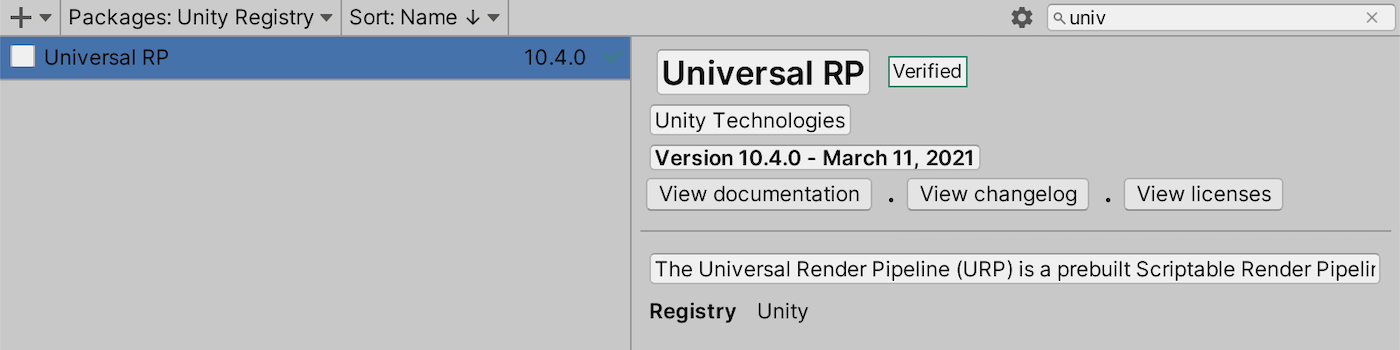 Packages: Unity Registry Sort: Name ↓ univ
Universal RP 10.4.0
Universal RP Verified
Unity Technologies
Version 10.4.0 - March 11, 2021
View documentation . View changelog . View licenses
The Universal Render Pipeline (URP) is a prebuilt Scriptable Render Pipelin
Registry Unity